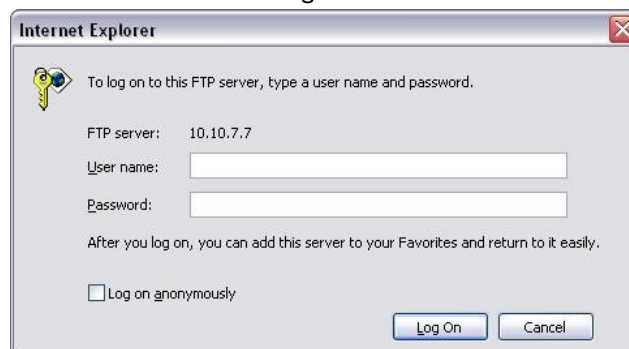 Internet Explorer
To log on to this FTP server, type a user name and password.
FTP server: 10.10.7.7
User name:
Password:
After you log on, you can add this server to your Favorites and return to it easily.
Log on anonymously
Log On Cancel